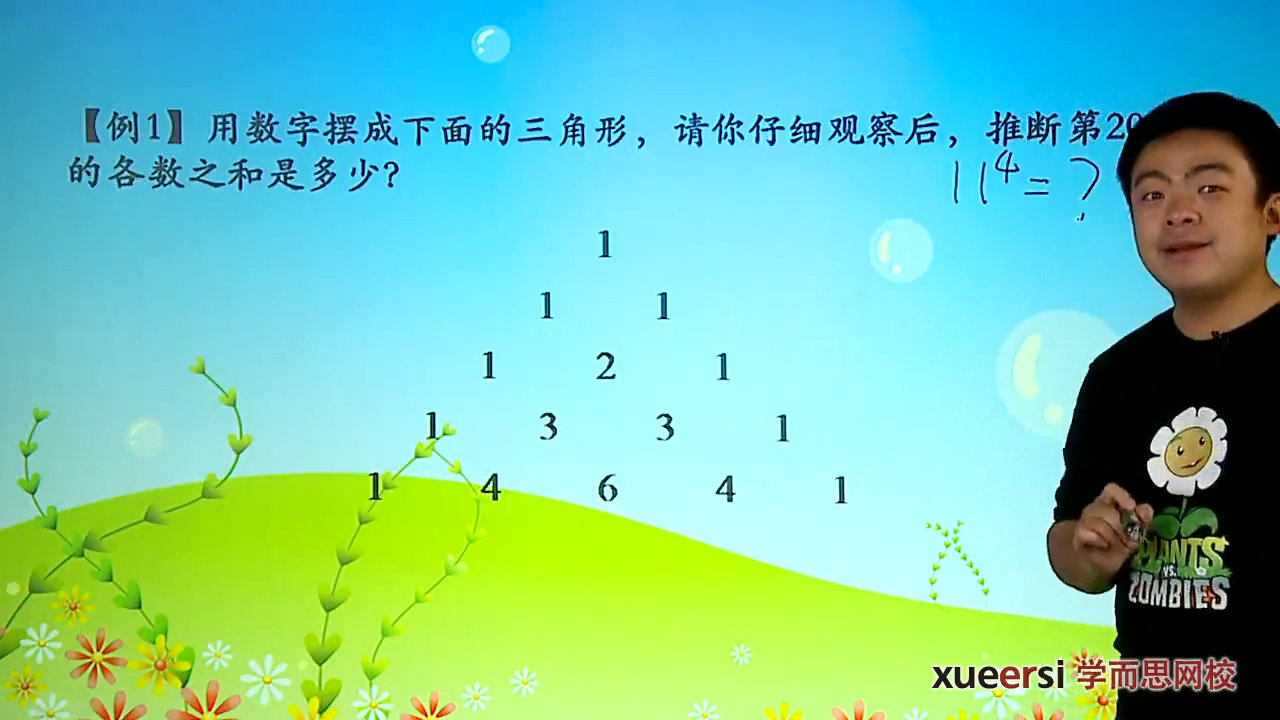 【例1】用数字摆成下面的三角形，请你仔细观察后，推断第20
的各数之和是多少?
11⁴=?
1
1 1
1 2 1
1 3 3 1
1 4 6 4 1
PLANTS
VS.
ZOMBIES
xueersi 学而思网校